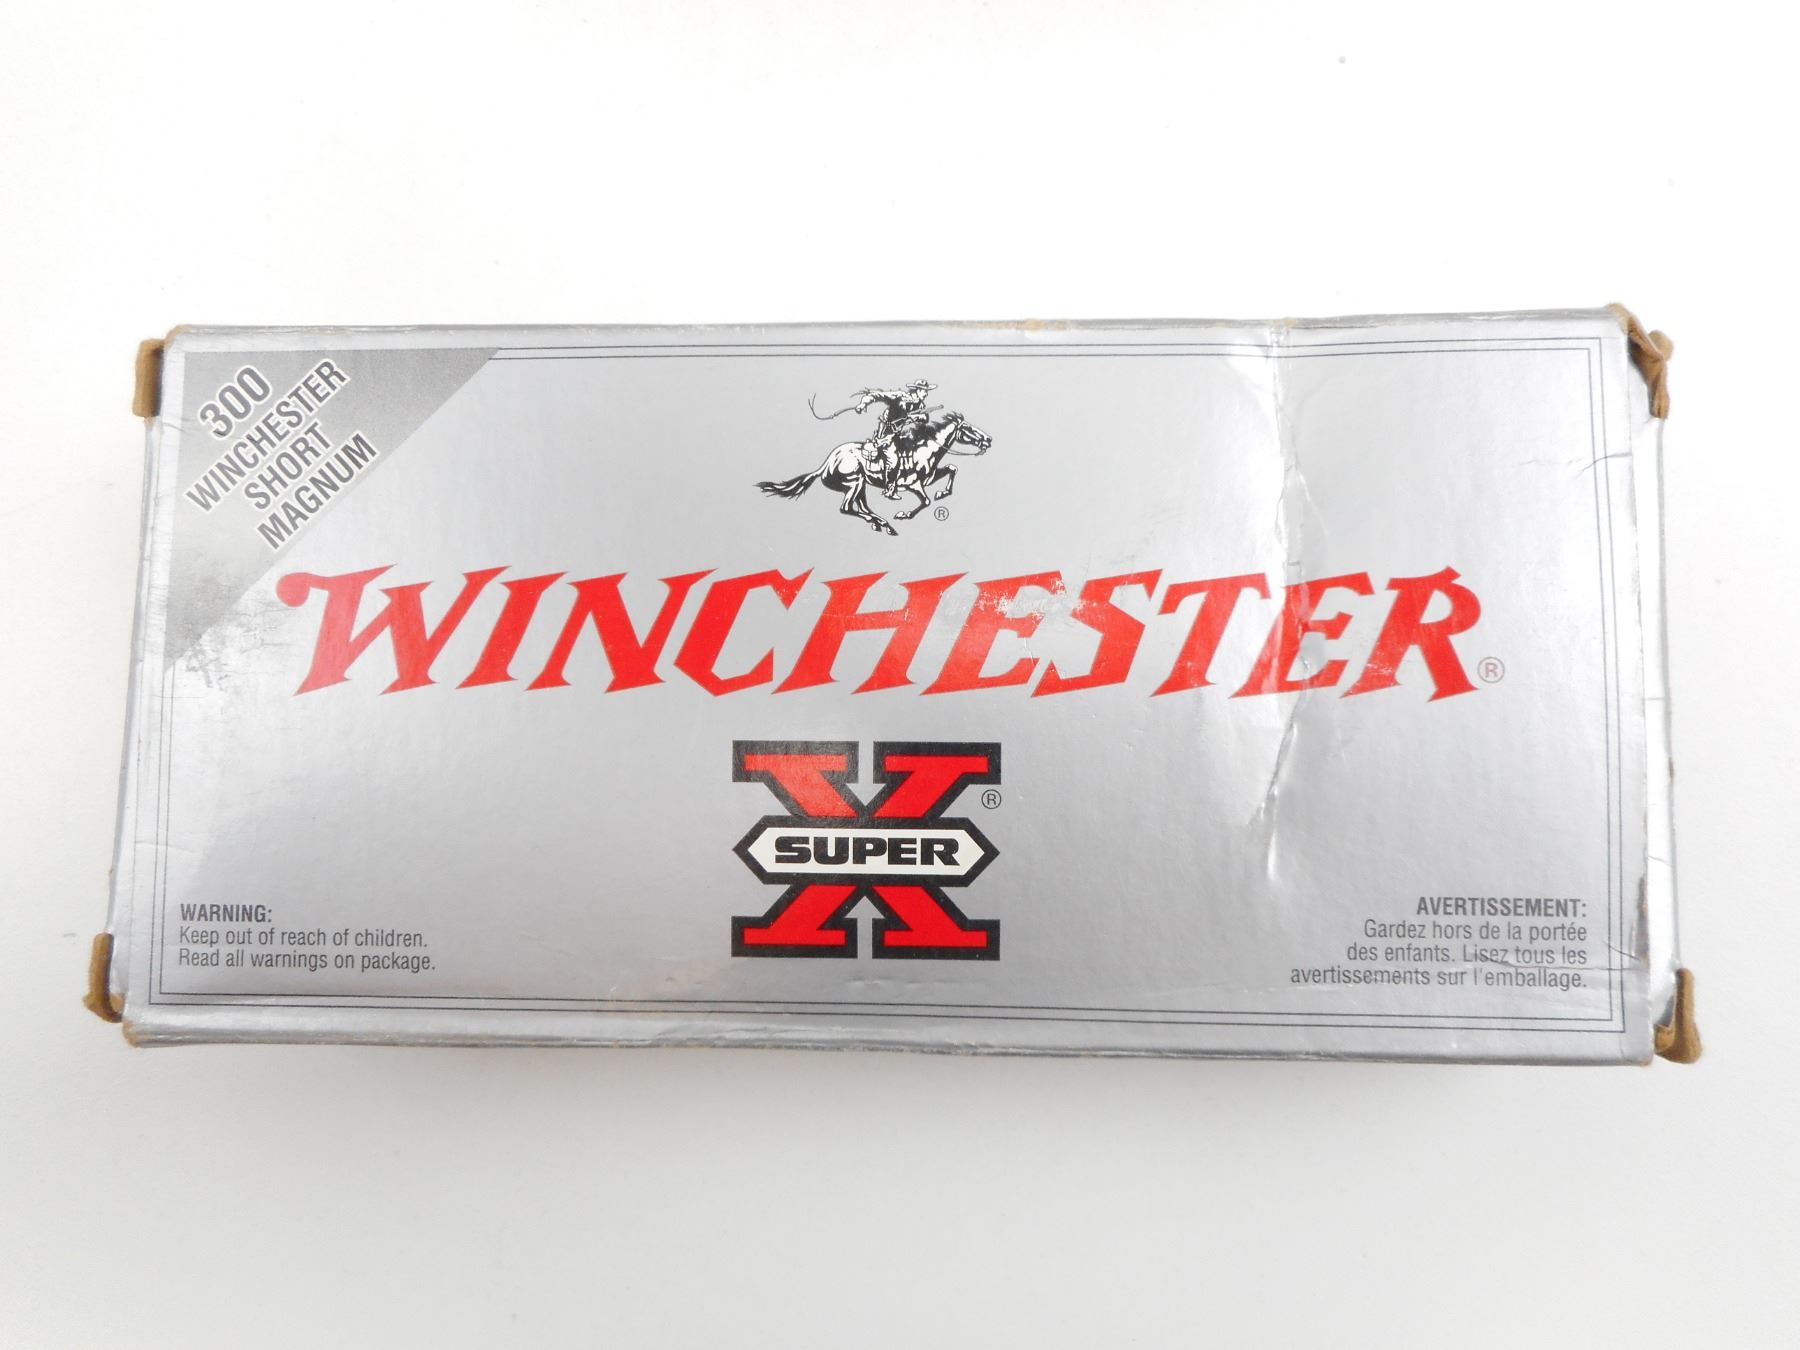 300
WINCHESTER
SHORT
MAGNUM
®
WINCHESTER®
X®
SUPER
WARNING:
Keep out of reach of children.
Read all warnings on package.
AVERTISSEMENT:
Gardez hors de la portée
des enfants. Lisez tous les
avertissements sur l'emballage.